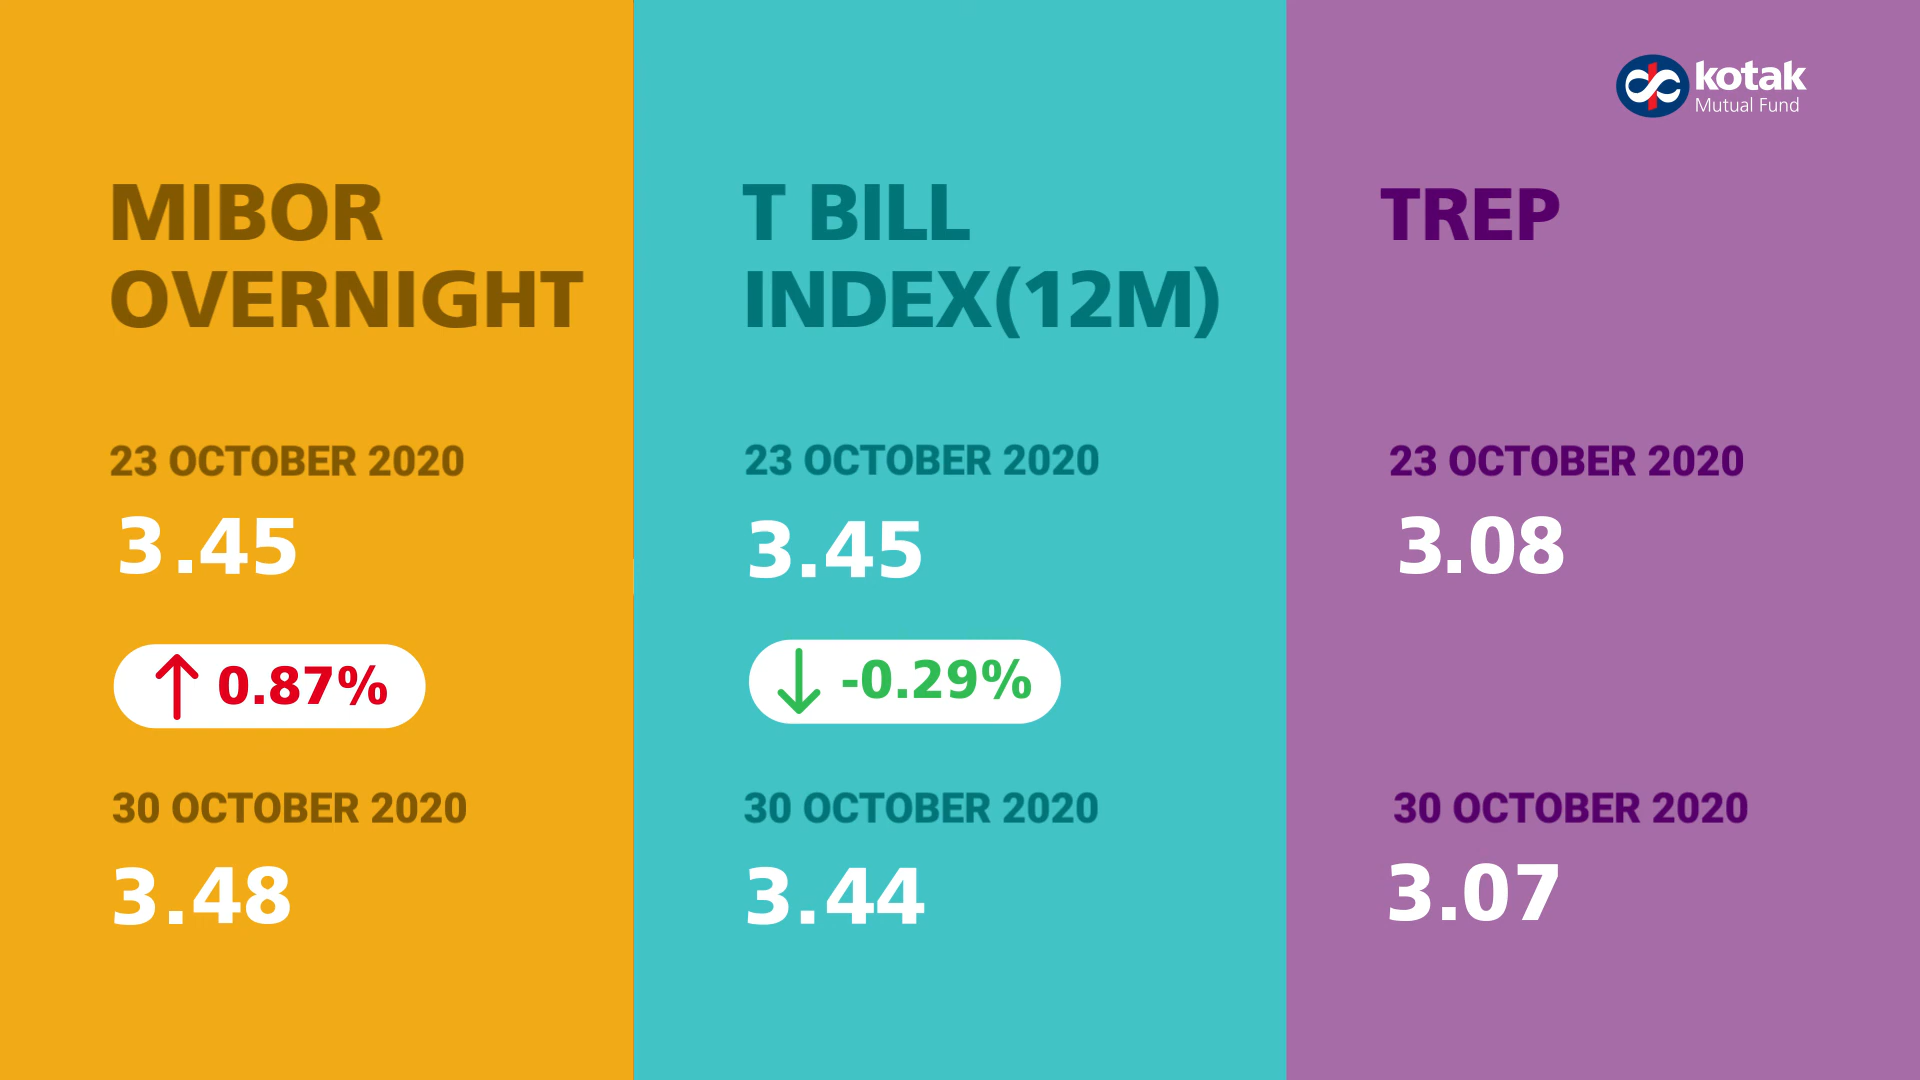 kotak
Mutual Fund
MIBOR
OVERNIGHT
23 OCTOBER 2020
3.45
0.87%
30 OCTOBER 2020
3.48
T BILL
INDEX(12M)
23 OCTOBER 2020
3.45
-0.29%
30 OCTOBER 2020
3.44
TREP
23 OCTOBER 2020
3.08
30 OCTOBER 2020
3.07